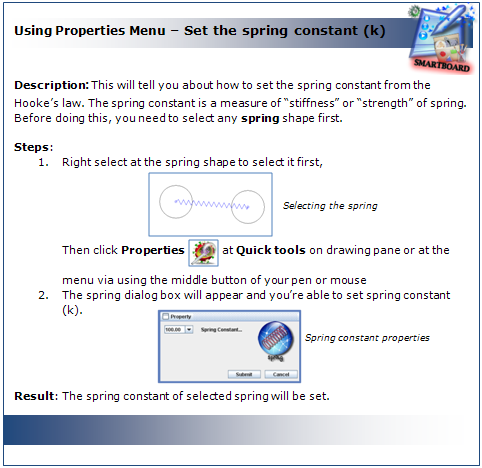 Using Properties Menu – Set the spring constant (k)
SMARTBOARD
Description: This will tell you about how to set the spring constant from the
Hooke’s law. The spring constant is a measure of “stiffness” or “strength” of spring.
Before doing this, you need to select any spring shape first.
Steps:
1. Right select at the spring shape to select it first,
Selecting the spring
Then click Properties at Quick tools on drawing pane or at the
menu via using the middle button of your pen or mouse
2. The spring dialog box will appear and you’re able to set spring constant
(k).
Property
100.00 Spring Constant...
Spring
Submit Cancel
Spring constant properties
Result: The spring constant of selected spring will be set.